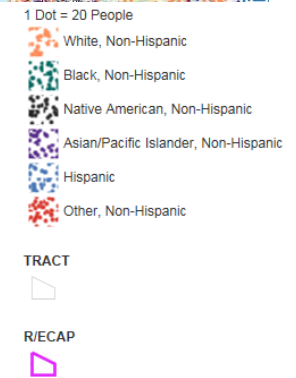 1 Dot = 20 People
White, Non-Hispanic
Black, Non-Hispanic
Native American, Non-Hispanic
Asian/Pacific Islander, Non-Hispanic
Hispanic
Other, Non-Hispanic
TRACT
R/ECAP